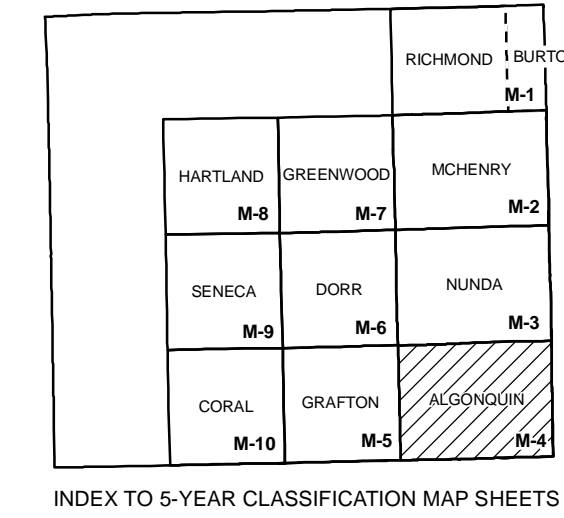 RICHMOND
BURTO
M-1
HARTLAND
GREENWOOD
MCHENRY
M-8
M-7
M-2
SENECA
DORR
NUNDA
M-9
M-6
M-3
CORAL
GRAFTON
ALGONQUIN
M-10
M-5
M-4
INDEX TO 5-YEAR CLASSIFICATION MAP SHEETS